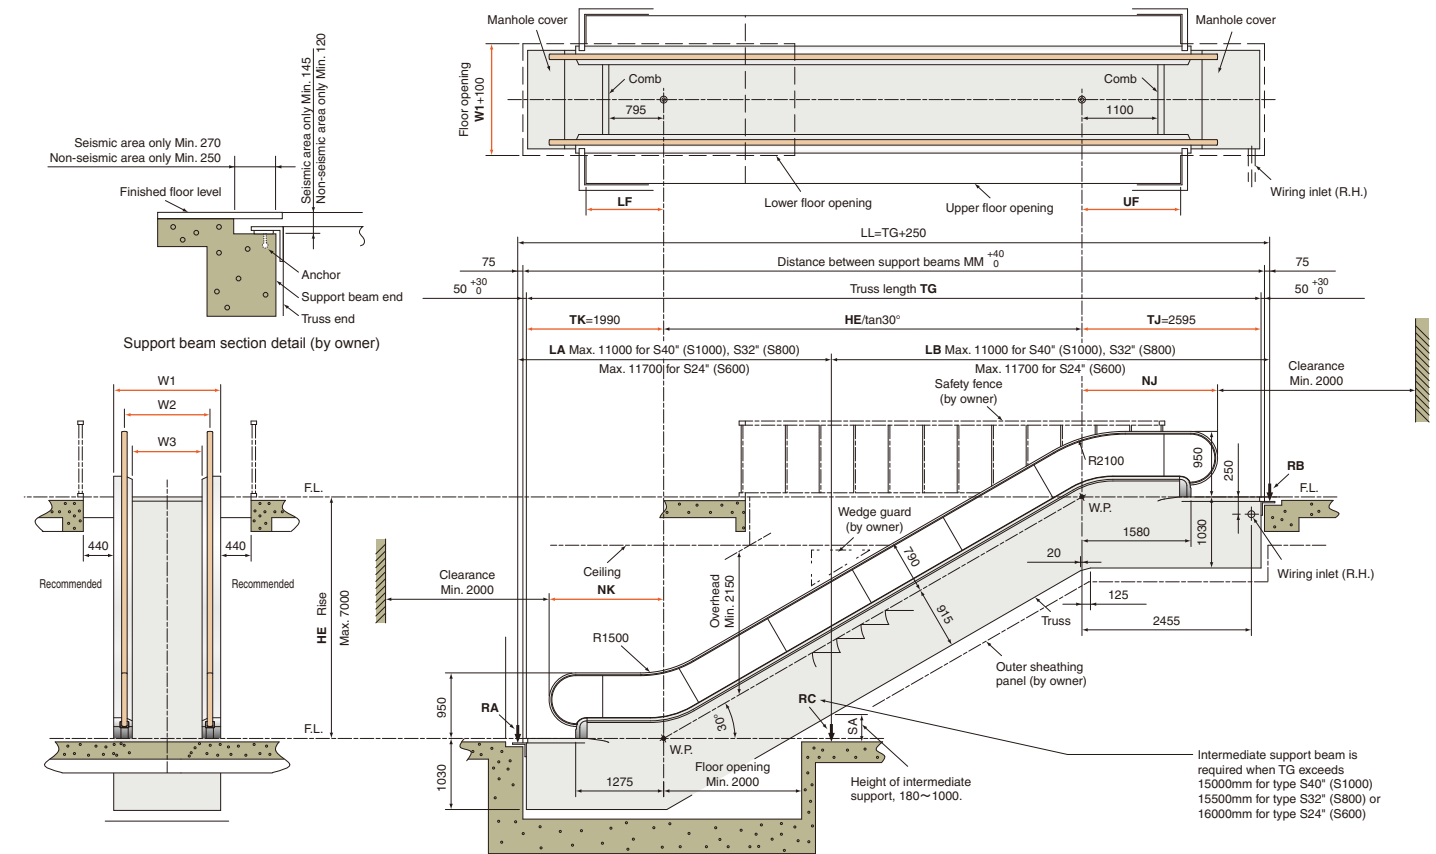 Manhole cover
Manhole cover
Floor opening
W1+100
Comb
Comb
795
1100
Wiring inlet (R.H.)
LF
Lower floor opening
Upper floor opening
UF
Seismic area only Min. 145
Non-seismic area only Min. 120
Seismic area only Min. 270
Non-seismic area only Min. 250
Finished floor level
Anchor
Support beam end
Truss end
Support beam section detail (by owner)
LL=TG+250
75
Distance between support beams MM +40 0
75
50 +30 0
Truss length TG
50 +30 0
TK=1990
HE/tan30°
TJ=2595
LA Max. 11000 for S40" (S1000), S32" (S800)
Max. 11700 for S24" (S600)
LB Max. 11000 for S40" (S1000), S32" (S800)
Max. 11700 for S24" (S600)
Clearance
Min. 2000
NJ
Safety fence
(by owner)
W1
W2
W3
F.L.
440
440
Recommended
Recommended
HE Rise
Max. 7000
F.L.
R2100
950
250
RB
F.L.
W.P.
Wedge guard
(by owner)
1580
1030
20
Ceiling
790
Wiring inlet (R.H.)
Clearance
Min. 2000
NK
Overhead
Min. 2150
915
125
Truss
2455
R1500
Outer sheathing
panel (by owner)
950
RA
RC
30°
SA
W.P.
1030
1275
Floor opening
Min. 2000
Height of intermediate
support, 180～1000.
Intermediate support beam is
required when TG exceeds
15000mm for type S40" (S1000)
15500mm for type S32" (S800) or
16000mm for type S24" (S600)